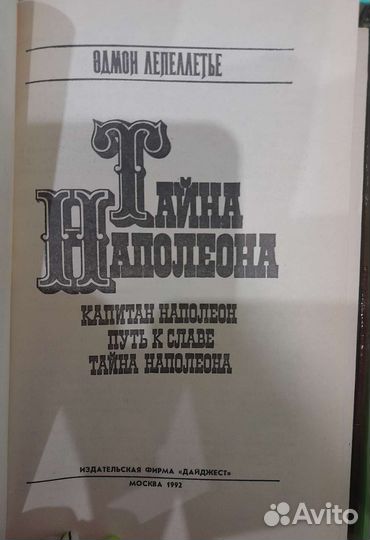 ЭДМОН ЛЕПЕЛЛЕТЬЕ
ТАЙНА
НАПОЛЕОНА
КАПИТАН НАПОЛЕОН
ПУТЬ К СЛАВЕ
ТАЙНА НАПОЛЕОНА
ИЗДАТЕЛЬСКАЯ ФИРМА «ДАЙДЖЕСТ»
МОСКВА 1992
Avito